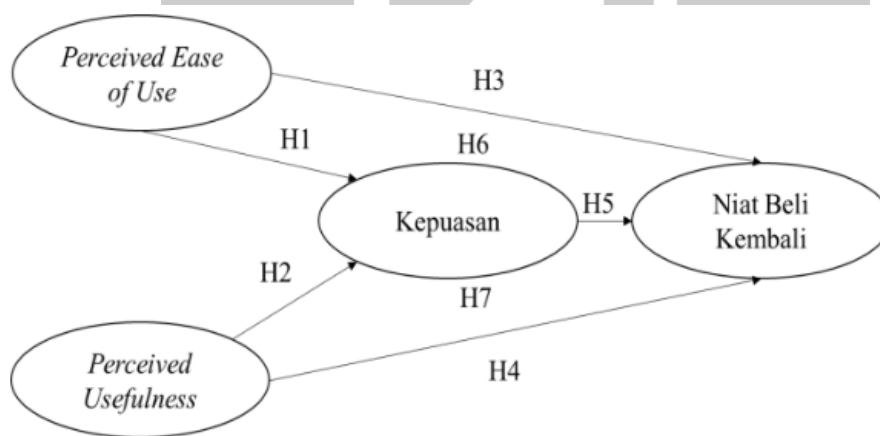 Perceived Ease
of Use
H3
H1
H6
Kepuasan
H5
Niat Beli
Kembali
H2
H7
Perceived
Usefulness
H4